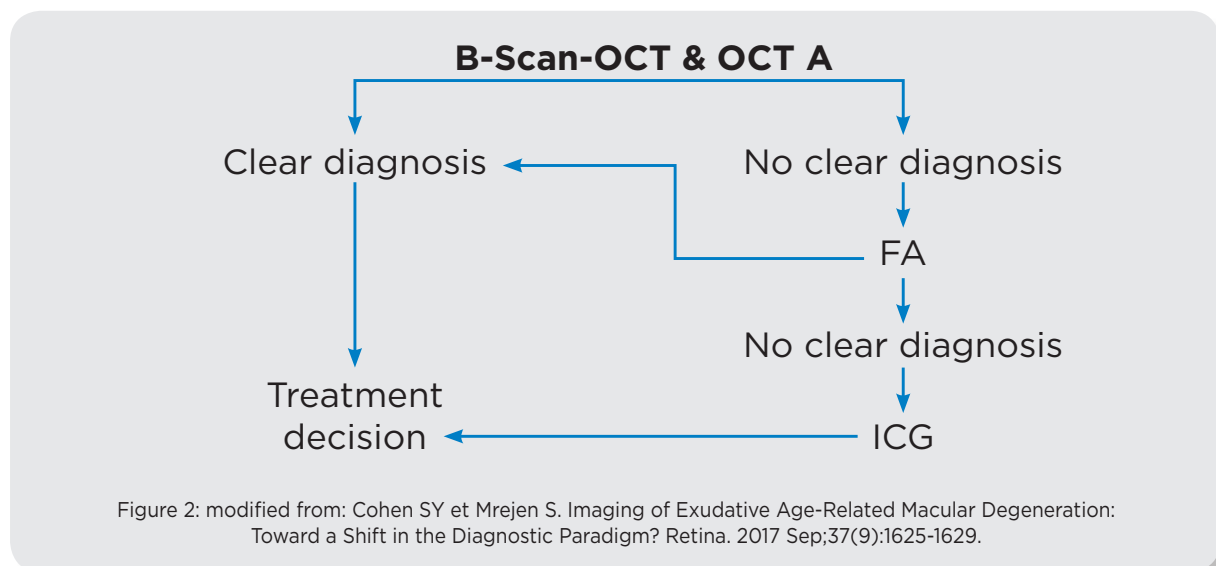 B-Scan-OCT & OCT A
Clear diagnosis
No clear diagnosis
FA
No clear diagnosis
Treatment
decision
ICG
Figure 2: modified from: Cohen SY et Mrejen S. Imaging of Exudative Age-Related Macular Degeneration:
Toward a Shift in the Diagnostic Paradigm? Retina. 2017 Sep;37(9):1625-1629.